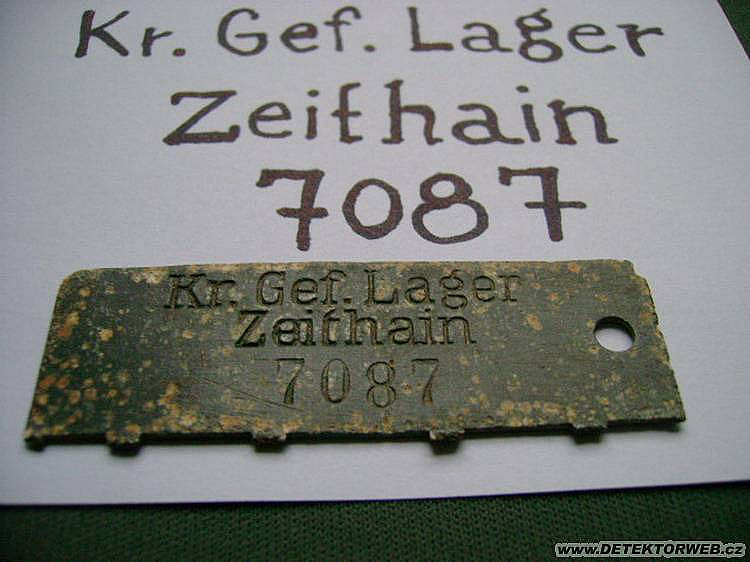 Kr. Gef. Lager
Zeithain
7087
Kr. Gef. Lager
Zeithain
7087
www.DETEKTORWEB.cz